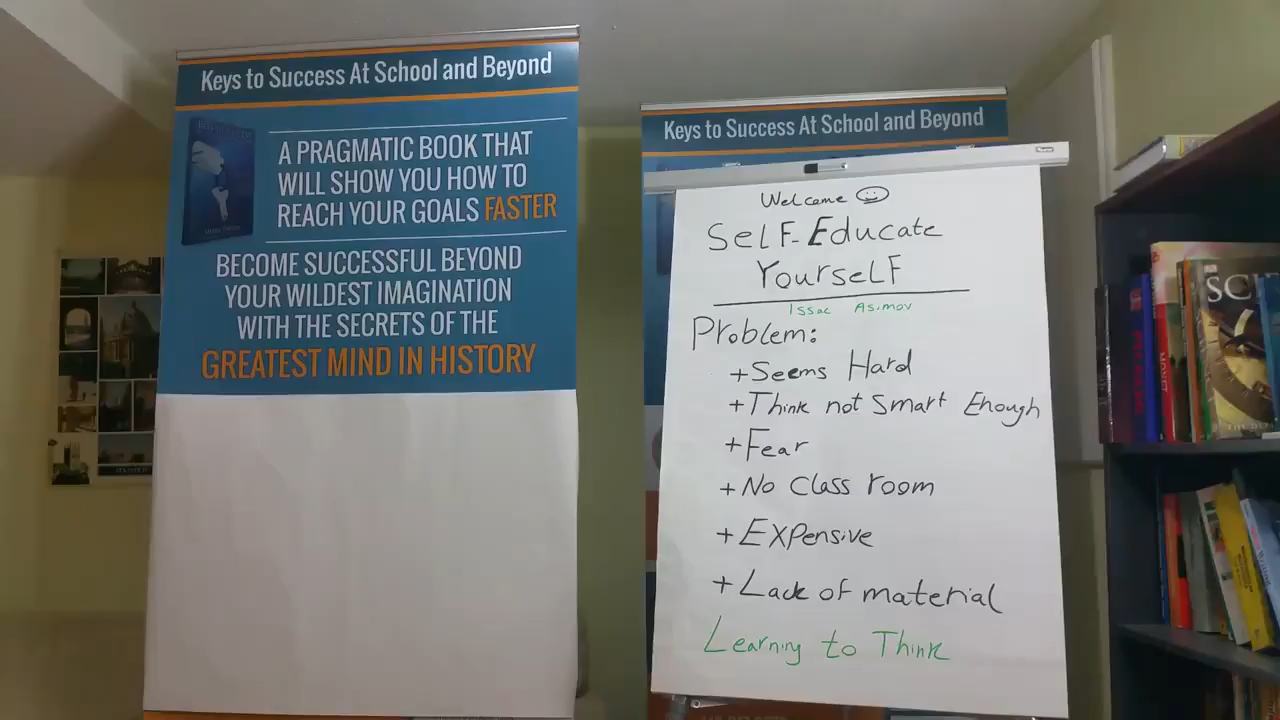 Keys to Success At School and Beyond
A PRAGMATIC BOOK THAT
WILL SHOW YOU HOW TO
REACH YOUR GOALS FASTER
BECOME SUCCESSFUL BEYOND
YOUR WILDEST IMAGINATION
WITH THE SECRETS OF THE
GREATEST MIND IN HISTORY
Keys to Success At School and Beyond
Welcome
Self-Educate
Yourself
Issac Asimov
Problem:
+Seems Hard
+Think not Smart Enough
+Fear
+No Class room
+Expensive
+Lack of material
Learning to Think
MONEY
SCI